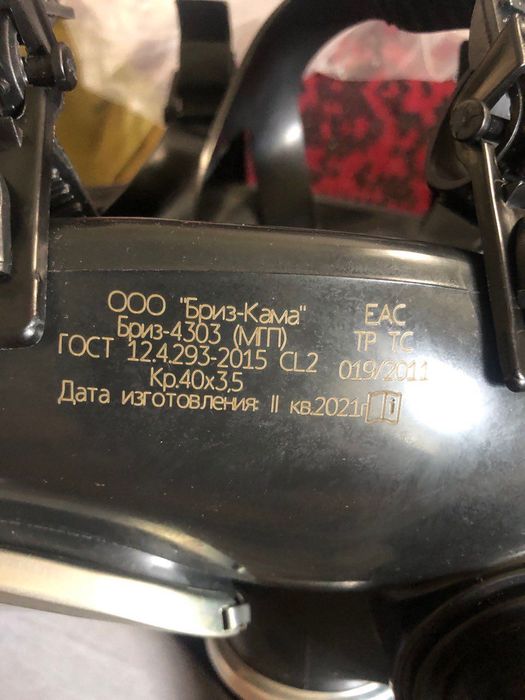 ООО "Бриз-Кама"
Бриз-4303 (МГП)
ГОСТ 12.4.293-2015 CL2
Кр.40х3,5
Дата изготовления: II кв.2021г
ЕАС
ТР ТС
019/2011